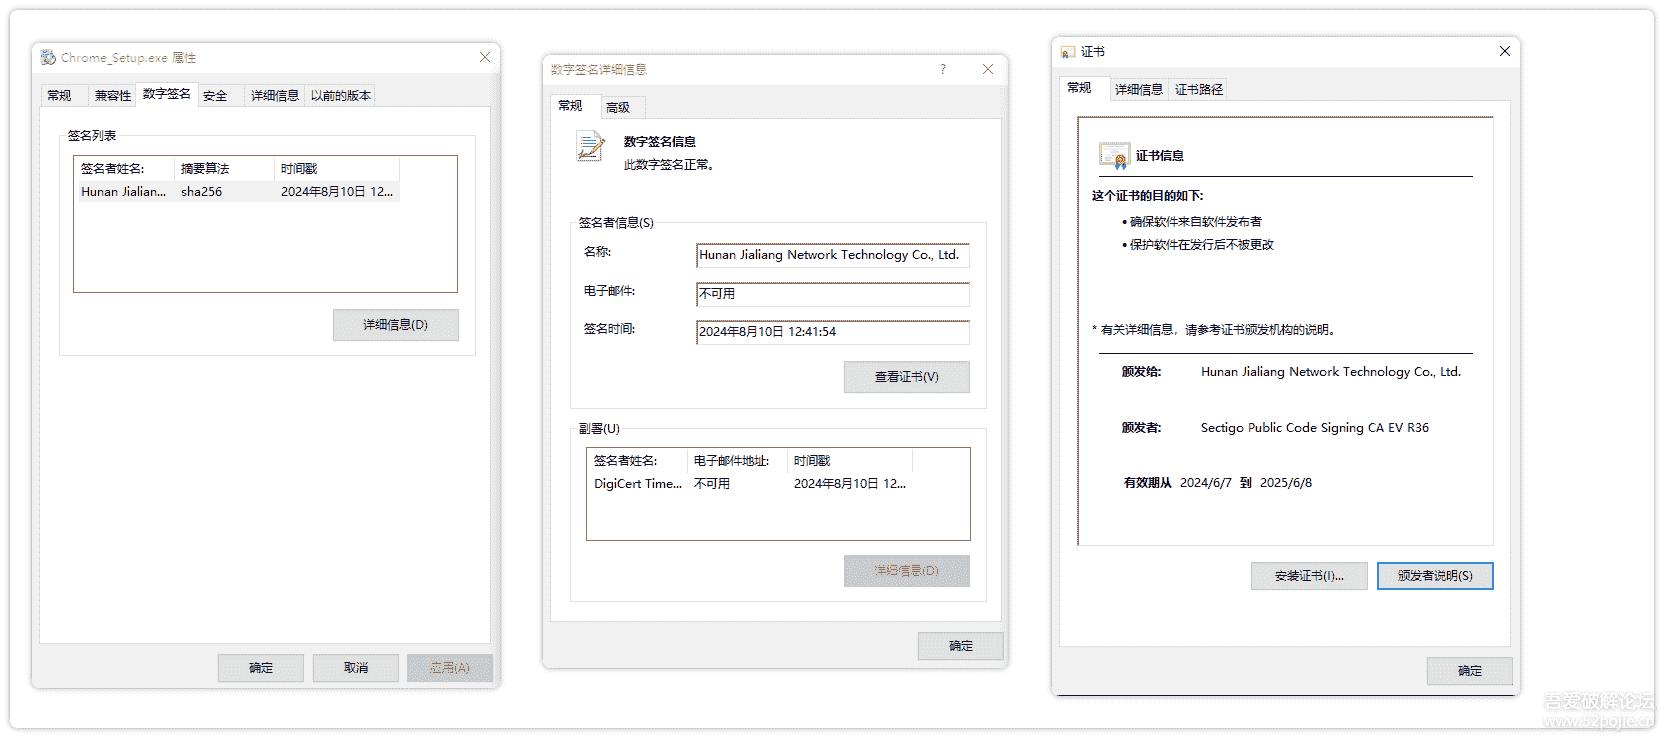 Chrome_Setup.exe 属性
常规 兼容性 数字签名 安全 详细信息 以前的版本
签名列表
签名者姓名: 摘要算法 时间戳
Hunan Jialian... sha256 2024年8月10日 12...
详细信息(D)
确定 取消 应用(A)
数字签名详细信息 ?
常规 高级
数字签名信息
此数字签名正常。
签名者信息(S)
名称: Hunan Jialiang Network Technology Co., Ltd.
电子邮件: 不可用
签名时间: 2024年8月10日 12:41:54
查看证书(V)
副署(U)
签名者姓名: 电子邮件地址: 时间戳
DigiCert Time... 不可用 2024年8月10日 12...
详细信息(D)
确定
证书
常规 详细信息 证书路径
证书信息
这个证书的目的如下:
• 确保软件来自软件发布者
• 保护软件在发行后不被更改
* 有关详细信息，请参考证书颁发机构的说明。
颁发给: Hunan Jialiang Network Technology Co., Ltd.
颁发者: Sectigo Public Code Signing CA EV R36
有效期从 2024/6/7 到 2025/6/8
安装证书(I)... 颁发者说明(S)
确定
吾爱破解论坛
www.52pojie.cn